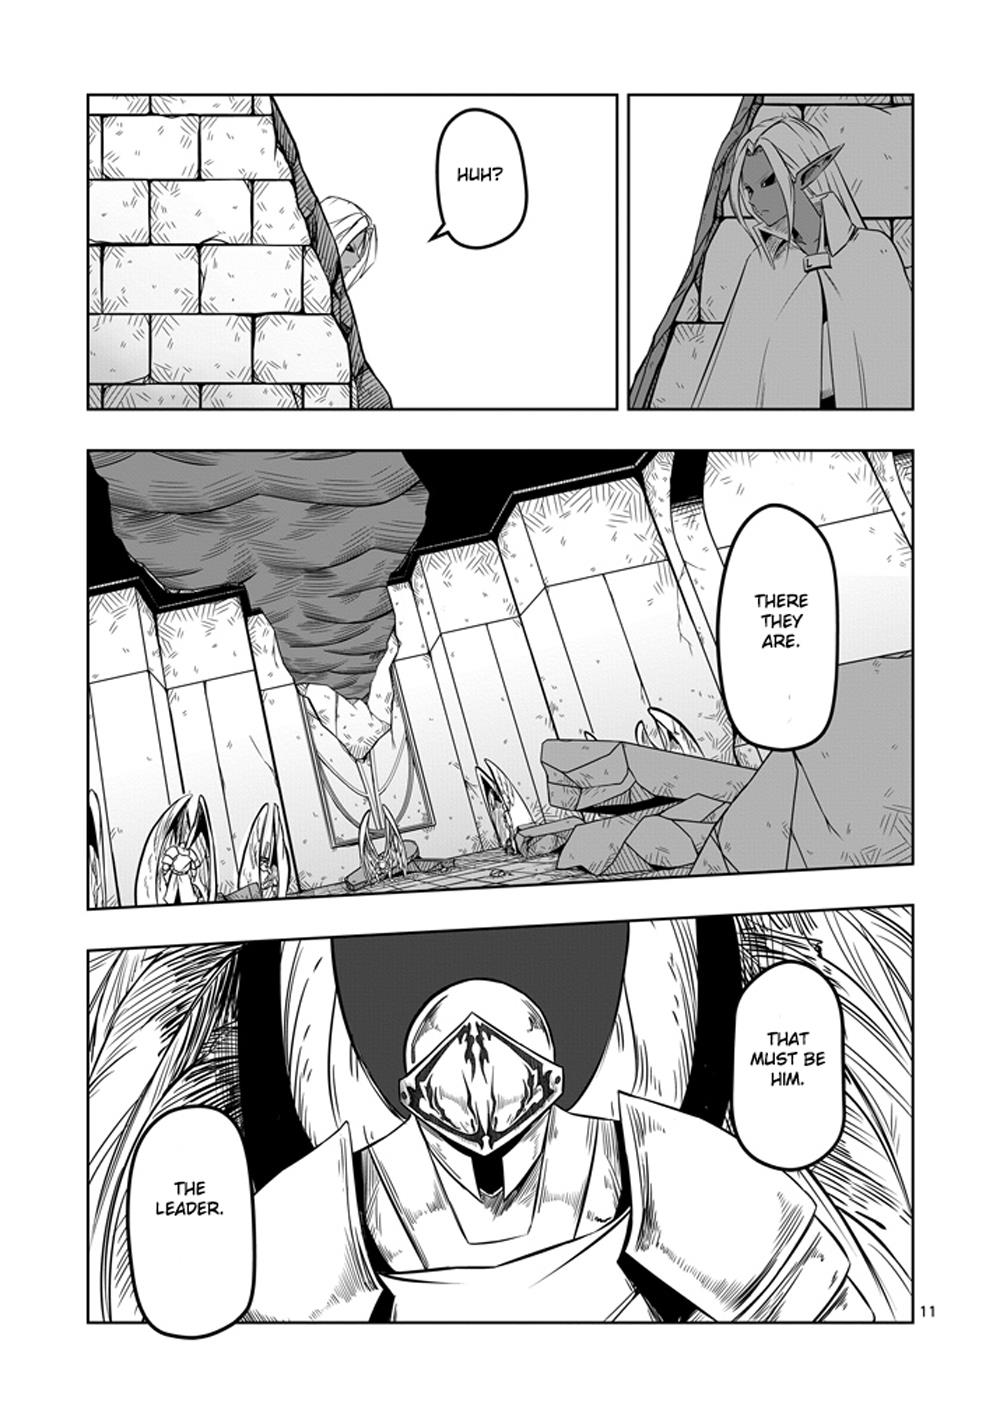 HUH?
THERE
THEY
ARE.
THAT
MUST BE
HIM.
THE
LEADER.
11